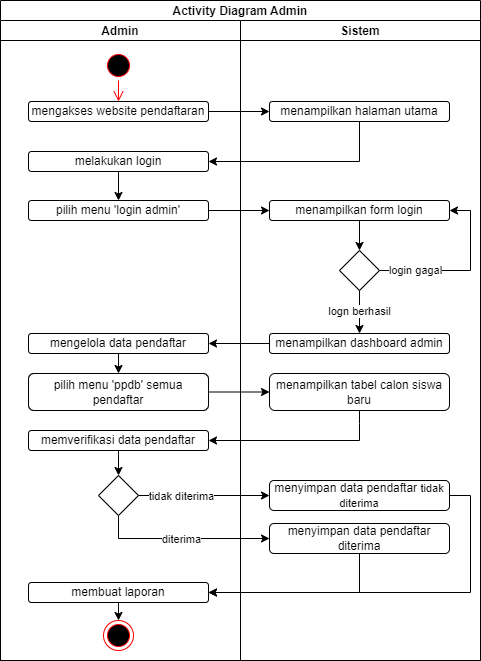 Activity Diagram Admin
Admin
Sistem
mengakses website pendaftaran
menampilkan halaman utama
melakukan login
pilih menu 'login admin'
menampilkan form login
login gagal
logn berhasil
mengelola data pendaftar
menampilkan dashboard admin
pilih menu 'ppdb' semua
pendaftar
menampilkan tabel calon siswa
baru
memverifikasi data pendaftar
tidak diterima
menyimpan data pendaftar tidak
diterima
diterima
menyimpan data pendaftar
diterima
membuat laporan